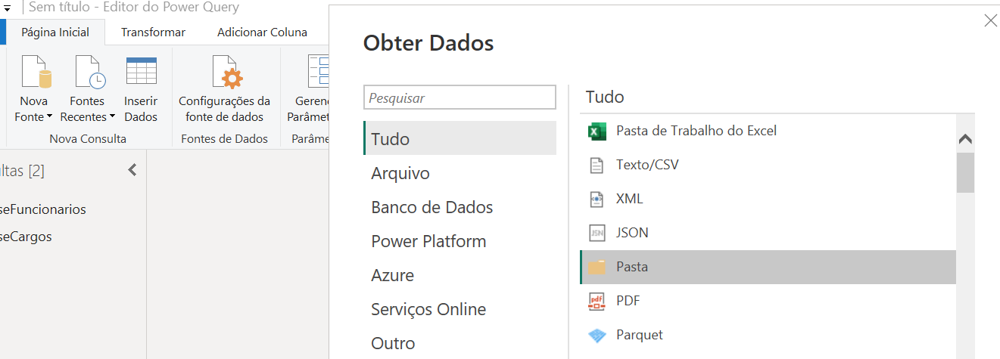 Sem título - Editor do Power Query
Página Inicial
Transformar
Adicionar Coluna
Nova
Fonte
Fontes
Recentes
Inserir
Dados
Nova Consulta
Configurações da
fonte de dados
Fontes de Dados
Geren
Parâmet
Parâme
ltas [2]
seFuncionarios
seCargos
Obter Dados
Pesquisar
Tudo
Arquivo
Banco de Dados
Power Platform
Azure
Serviços Online
Outro
Tudo
Pasta de Trabalho do Excel
Texto/CSV
XML
JSON
Pasta
PDF
Parquet